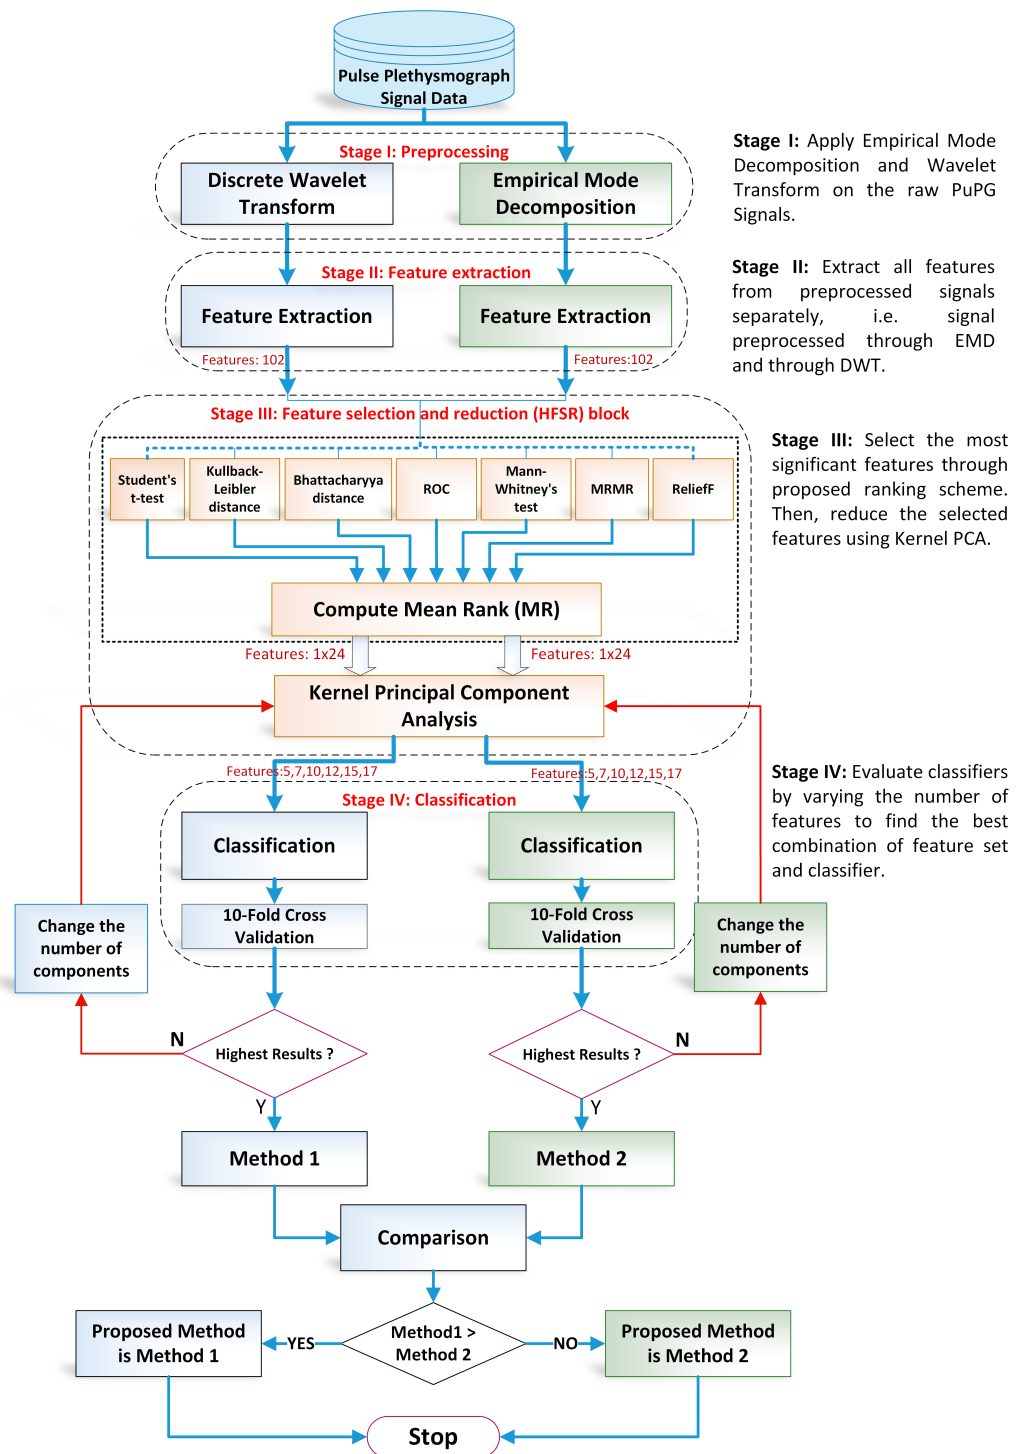 Pulse Plethysmograph
Signal Data
Stage I: Preprocessing
Discrete Wavelet
Transform
Empirical Mode
Decomposition
Stage I: Apply Empirical Mode
Decomposition and Wavelet
Transform on the raw PuPG
Signals.
Stage II: Feature extraction
Feature Extraction
Feature Extraction
Features: 102
Features:102
Stage II: Extract all features
from preprocessed signals
separately, i.e. signal
preprocessed through EMD
and through DWT.
Stage III: Feature selection and reduction (HFSR) block
Student's
t-test
Kullback-
Leibler
distance
Bhattacharyya
distance
ROC
Mann-
Whitney's
test
MRMR
ReliefF
Compute Mean Rank (MR)
Features: 1x24
Features: 1x24
Kernel Principal Component
Analysis
Stage III: Select the most
significant features through
proposed ranking scheme.
Then, reduce the selected
features using Kernel PCA.
Features:5,7,10,12,15,17
Features:5,7,10,12,15,17
Stage IV: Classification
Classification
Classification
10-Fold Cross
Validation
10-Fold Cross
Validation
Stage IV: Evaluate classifiers
by varying the number of
features to find the best
combination of feature set
and classifier.
Change the
number of
components
Change the
number of
components
N
Highest Results ?
Y
Highest Results ?
N
Y
Method 1
Method 2
Comparison
Method1 >
Method 2
YES
NO
Proposed Method
is Method 1
Proposed Method
is Method 2
Stop